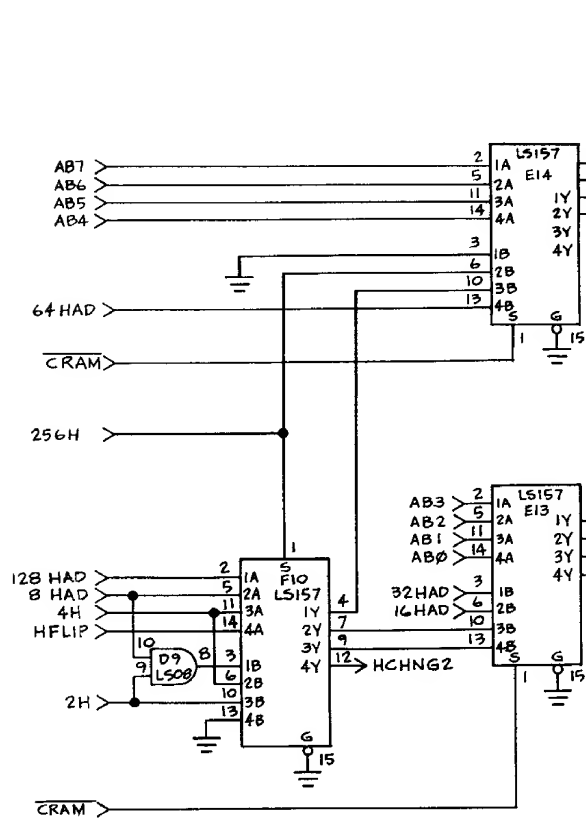 LS157
E14
AB7 2 1A
AB6 5 2A
AB5 11 3A 1Y
AB4 14 4A 2Y
3Y
3 1B 4Y
6 2B
10 3B
64 HAD 13 4B
S G
1 15
CRAM
256H
LS157
E13
AB3 2 1A
AB2 5 2A 1Y
AB1 11 3A 2Y
ABØ 14 4A 3Y
4Y
32HAD 3 1B
16HAD 6 2B
10 3B
13 4B
S G
1 15
1
S
F10
LS157
128 HAD 2 1A
8 HAD 5 2A
4H 11 3A 1Y 4
HFLIP 14 4A 2Y 7
3Y 9
4Y 12 HCHNG2
10 D9 8 3 1B
9 LS08 6 2B
2H 10 3B
13 4B
G
15
CRAM